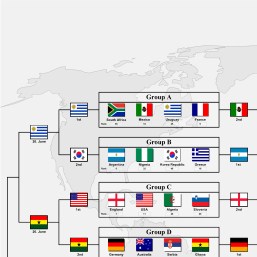 Group A
South Africa Mexico Uruguay France
1st 2nd
Group B
26. June
Argentina Nigeria Korea Republic Greece
2nd 1st
Group C
England USA Algeria Slovenia
1st 2nd
26. June
Group D
Germany Australia Serbia Ghana
2nd 1st